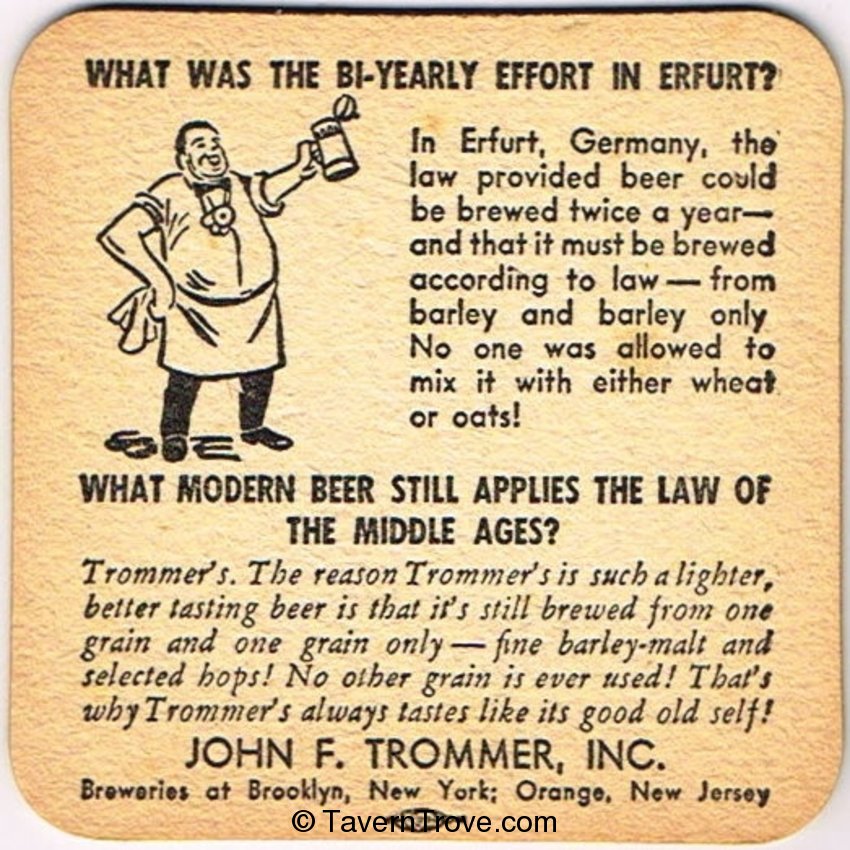 WHAT WAS THE BI-YEARLY EFFORT IN ERFURT?
In Erfurt, Germany, the
law provided beer could
be brewed twice a year—
and that it must be brewed
according to law — from
barley and barley only
No one was allowed to
mix it with either wheat
or oats!
WHAT MODERN BEER STILL APPLIES THE LAW OF
THE MIDDLE AGES?
Trommer's. The reason Trommer's is such a lighter,
better tasting beer is that it's still brewed from one
grain and one grain only — fine barley-malt and
selected hops! No other grain is ever used! That's
why Trommer's always tastes like its good old self!
JOHN F. TROMMER, INC.
Breweries at Brooklyn, New York; Orange, New Jersey
© TavernTrove.com